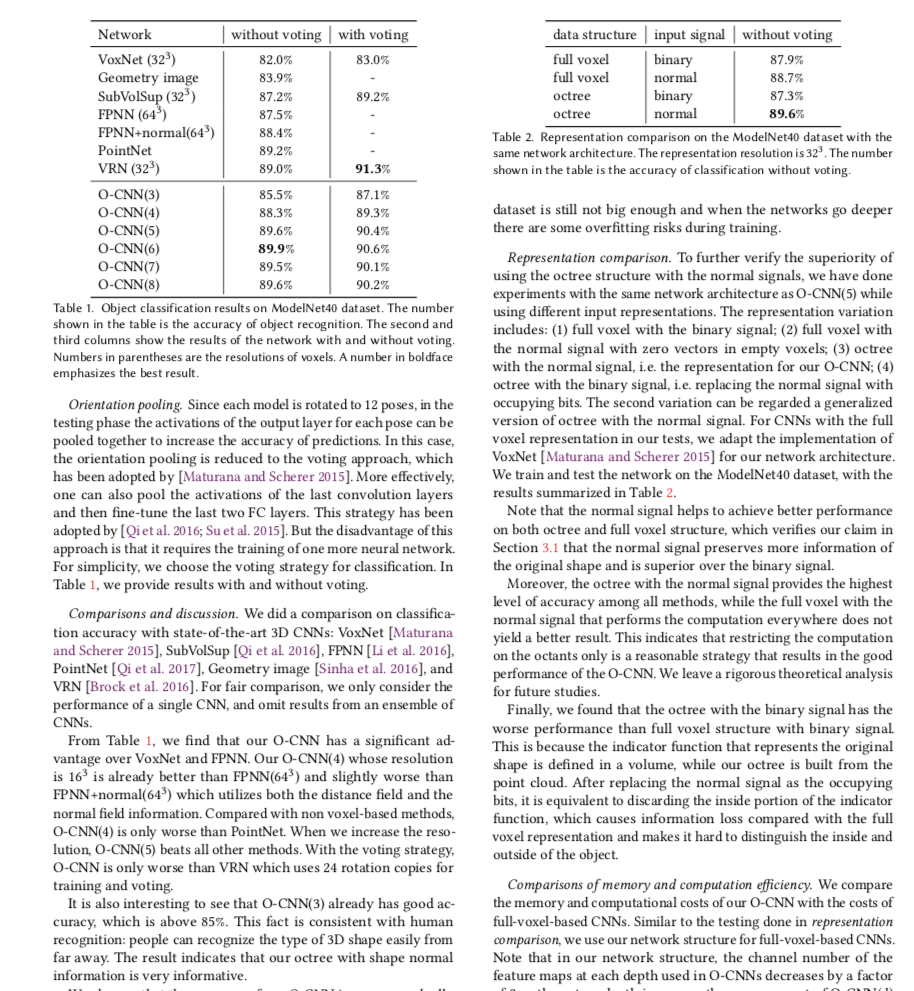 Network without voting with voting
VoxNet (32³) 82.0% 83.0%
Geometry image 83.9% -
SubVolSup (32³) 87.2% 89.2%
FPNN (64³) 87.5% -
FPNN+normal(64³) 88.4% -
PointNet 89.2% -
VRN (32³) 89.0% 91.3%
O-CNN(3) 85.5% 87.1%
O-CNN(4) 88.3% 89.3%
O-CNN(5) 89.6% 90.4%
O-CNN(6) 89.9% 90.6%
O-CNN(7) 89.5% 90.1%
O-CNN(8) 89.6% 90.2%
Table 1. Object classification results on ModelNet40 dataset. The number
shown in the table is the accuracy of object recognition. The second and
third columns show the results of the network with and without voting.
Numbers in parentheses are the resolutions of voxels. A number in boldface
emphasizes the best result.
Orientation pooling. Since each model is rotated to 12 poses, in the
testing phase the activations of the output layer for each pose can be
pooled together to increase the accuracy of predictions. In this case,
the orientation pooling is reduced to the voting approach, which
has been adopted by [Maturana and Scherer 2015]. More effectively,
one can also pool the activations of the last convolution layers
and then fine-tune the last two FC layers. This strategy has been
adopted by [Qi et al. 2016; Su et al. 2015]. But the disadvantage of this
approach is that it requires the training of one more neural network.
For simplicity, we choose the voting strategy for classification. In
Table 1, we provide results with and without voting.
Comparisons and discussion. We did a comparison on classifica-
tion accuracy with state-of-the-art 3D CNNs: VoxNet [Maturana
and Scherer 2015], SubVolSup [Qi et al. 2016], FPNN [Li et al. 2016],
PointNet [Qi et al. 2017], Geometry image [Sinha et al. 2016], and
VRN [Brock et al. 2016]. For fair comparison, we only consider the
performance of a single CNN, and omit results from an ensemble of
CNNs.
From Table 1, we find that our O-CNN has a significant ad-
vantage over VoxNet and FPNN. Our O-CNN(4) whose resolution
is 16³ is already better than FPNN(64³) and slightly worse than
FPNN+normal(64³) which utilizes both the distance field and the
normal field information. Compared with non voxel-based methods,
O-CNN(4) is only worse than PointNet. When we increase the reso-
lution, O-CNN(5) beats all other methods. With the voting strategy,
O-CNN is only worse than VRN which uses 24 rotation copies for
training and voting.
It is also interesting to see that O-CNN(3) already has good ac-
curacy, which is above 85%. This fact is consistent with human
recognition: people can recognize the type of 3D shape easily from
far away. The result indicates that our octree with shape normal
information is very informative.
data structure input signal without voting
full voxel binary 87.9%
full voxel normal 88.7%
octree binary 87.3%
octree normal 89.6%
Table 2. Representation comparison on the ModelNet40 dataset with the
same network architecture. The representation resolution is 32³. The number
shown in the table is the accuracy of classification without voting.
dataset is still not big enough and when the networks go deeper
there are some overfitting risks during training.
Representation comparison. To further verify the superiority of
using the octree structure with the normal signals, we have done
experiments with the same network architecture as O-CNN(5) while
using different input representations. The representation variation
includes: (1) full voxel with the binary signal; (2) full voxel with
the normal signal with zero vectors in empty voxels; (3) octree
with the normal signal, i.e. the representation for our O-CNN; (4)
octree with the binary signal, i.e. replacing the normal signal with
occupying bits. The second variation can be regarded a generalized
version of octree with the normal signal. For CNNs with the full
voxel representation in our tests, we adapt the implementation of
VoxNet [Maturana and Scherer 2015] for our network architecture.
We train and test the network on the ModelNet40 dataset, with the
results summarized in Table 2.
Note that the normal signal helps to achieve better performance
on both octree and full voxel structure, which verifies our claim in
Section 3.1 that the normal signal preserves more information of
the original shape and is superior over the binary signal.
Moreover, the octree with the normal signal provides the highest
level of accuracy among all methods, while the full voxel with the
normal signal that performs the computation everywhere does not
yield a better result. This indicates that restricting the computation
on the octants only is a reasonable strategy that results in the good
performance of the O-CNN. We leave a rigorous theoretical analysis
for future studies.
Finally, we found that the octree with the binary signal has the
worse performance than full voxel structure with binary signal.
This is because the indicator function that represents the original
shape is defined in a volume, while our octree is built from the
point cloud. After replacing the normal signal as the occupying
bits, it is equivalent to discarding the inside portion of the indicator
function, which causes information loss compared with the full
voxel representation and makes it hard to distinguish the inside and
outside of the object.
Comparisons of memory and computation efficiency. We compare
the memory and computational costs of our O-CNN with the costs of
full-voxel-based CNNs. Similar to the testing done in representation
comparison, we use our network structure for full-voxel-based CNNs.
Note that in our network structure, the channel number of the
feature maps at each depth used in O-CNNs decreases by a factor